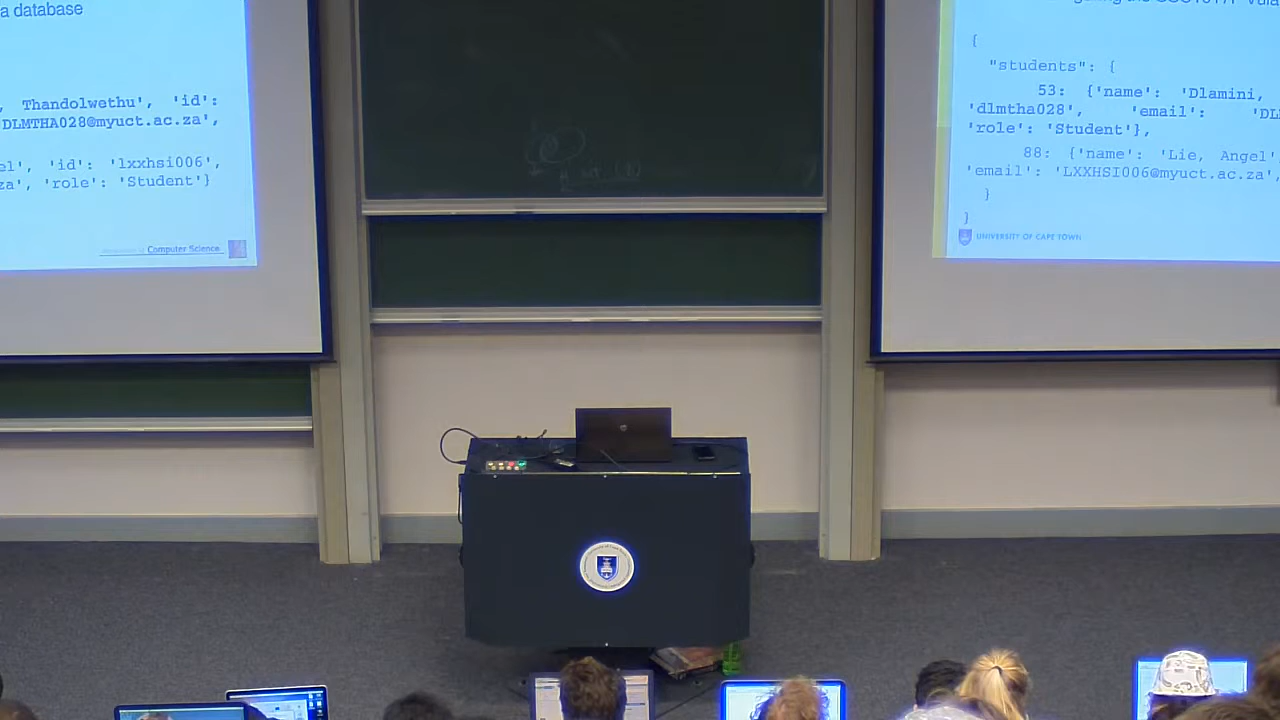 a database
, Thandolwethu', 'id':
DLMTHA028@myuct.ac.za',
el', 'id': 'lxxhsi006',
za', 'role': 'Student'}
Computer Science
{
"students": {
53: {'name': 'Dlamini,
'dlmtha028', 'email': 'DL
'role': 'Student'},
88: {'name': 'Lie, Angel'
'email': 'LXXHSI006@myuct.ac.za',
}
}
UNIVERSITY OF CAPE TOWN